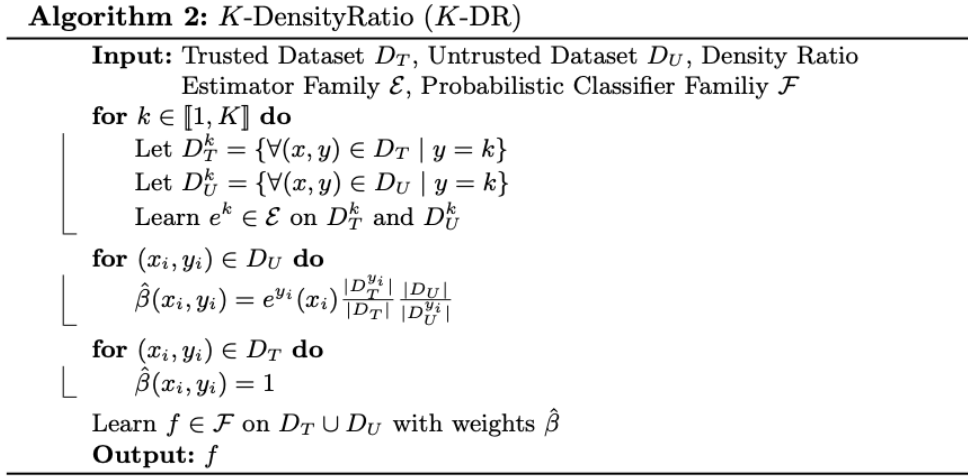 Algorithm 2: K-DensityRatio (K-DR)
Input: Trusted Dataset D_T, Untrusted Dataset D_U, Density Ratio
Estimator Family ℰ, Probabilistic Classifier Familiy ℱ
for k ∈ ⟦1, K⟧ do
Let D_T^k = {∀(x, y) ∈ D_T | y = k}
Let D_U^k = {∀(x, y) ∈ D_U | y = k}
Learn e^k ∈ ℰ on D_T^k and D_U^k
for (x_i, y_i) ∈ D_U do
β̂(x_i, y_i) = e^{y_i}(x_i) \frac{|D_T^{y_i}|}{|D_T|} \frac{|D_U|}{|D_U^{y_i}|}
for (x_i, y_i) ∈ D_T do
β̂(x_i, y_i) = 1
Learn f ∈ ℱ on D_T ∪ D_U with weights β̂
Output: f